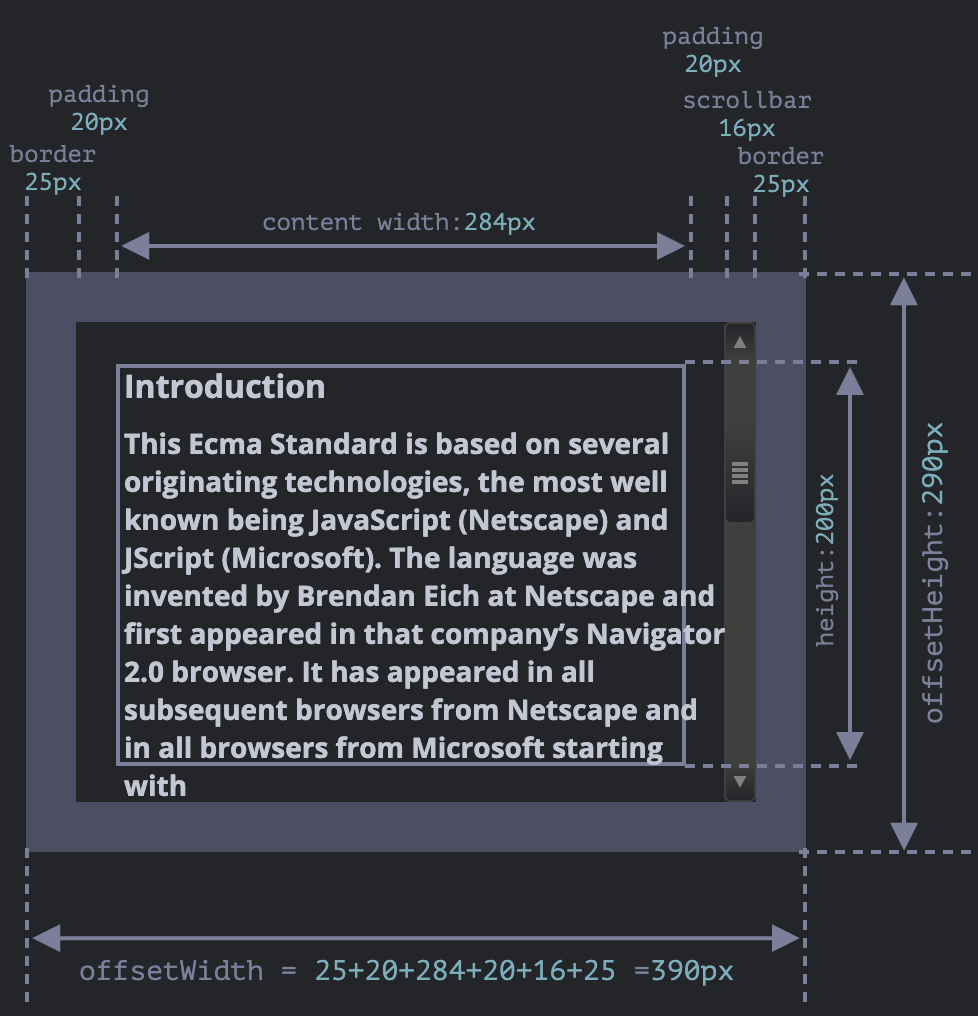 padding
20px
padding
20px
scrollbar
16px
border
25px
border
25px
content width:284px
Introduction
This Ecma Standard is based on several
originating technologies, the most well
known being JavaScript (Netscape) and
JScript (Microsoft). The language was
invented by Brendan Eich at Netscape and
first appeared in that company’s Navigator
2.0 browser. It has appeared in all
subsequent browsers from Netscape and
in all browsers from Microsoft starting
with
height:200px
offsetHeight:290px
offsetWidth = 25+20+284+20+16+25 =390px